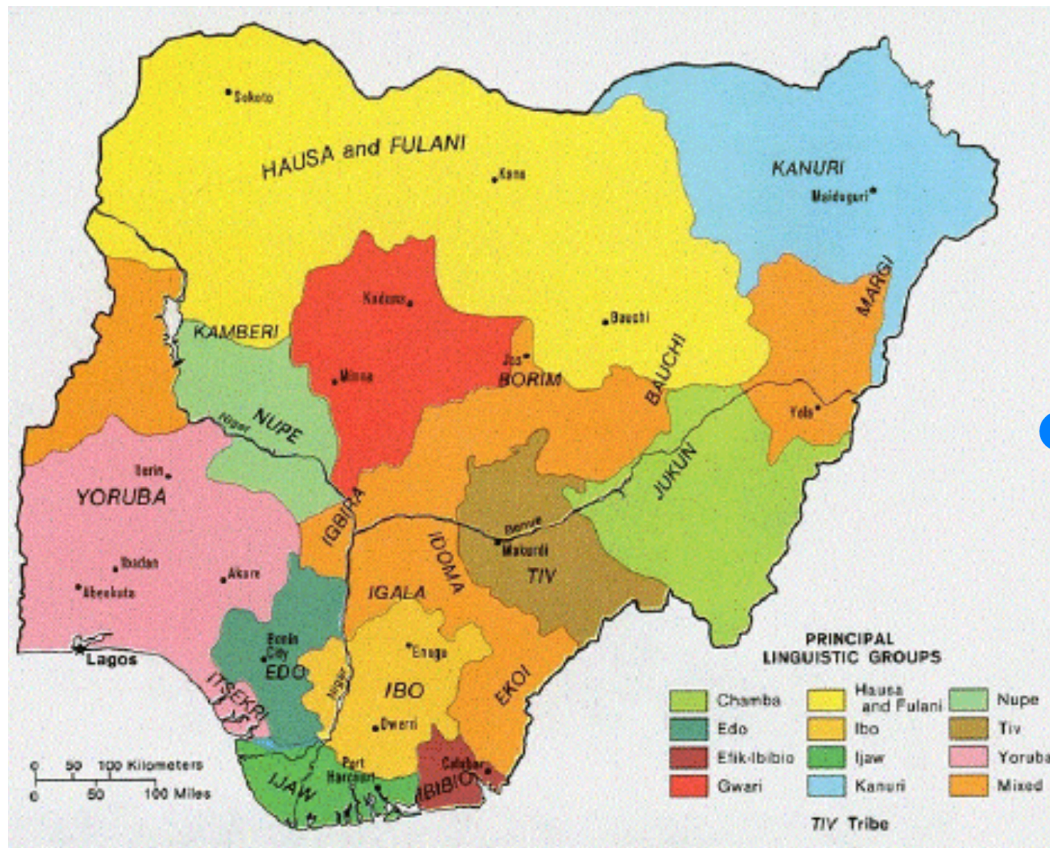 Sokoto
HAUSA and FULANI
Kano
KANURI
Maiduguri
MARGI
Kaduna
Bauchi
KAMBERI
Jos
BORIM
BAUCHI
Minna
NUPE
Niger
Yola
Ilerin
YORUBA
JUKUN
IGBIRA
Benue
Makurdi
TIV
IDOMA
Ibadan
Akure
Abeokuta
IGALA
Benin
City
EDO
Enugu
Lagos
ITSEKRI
Niger
IBO
EKOI
Owerri
PRINCIPAL
LINGUISTIC GROUPS
Chamba
Edo
Efik-Ibibio
Gwari
Hausa
and Fulani
Ibo
Ijaw
Kanuri
Nupe
Tiv
Yoruba
Mixed
TIV Tribe
Port
Harcourt
Calabar
IJAW
IBIBIO
0 50 100 Kilometers
0 50 100 Miles